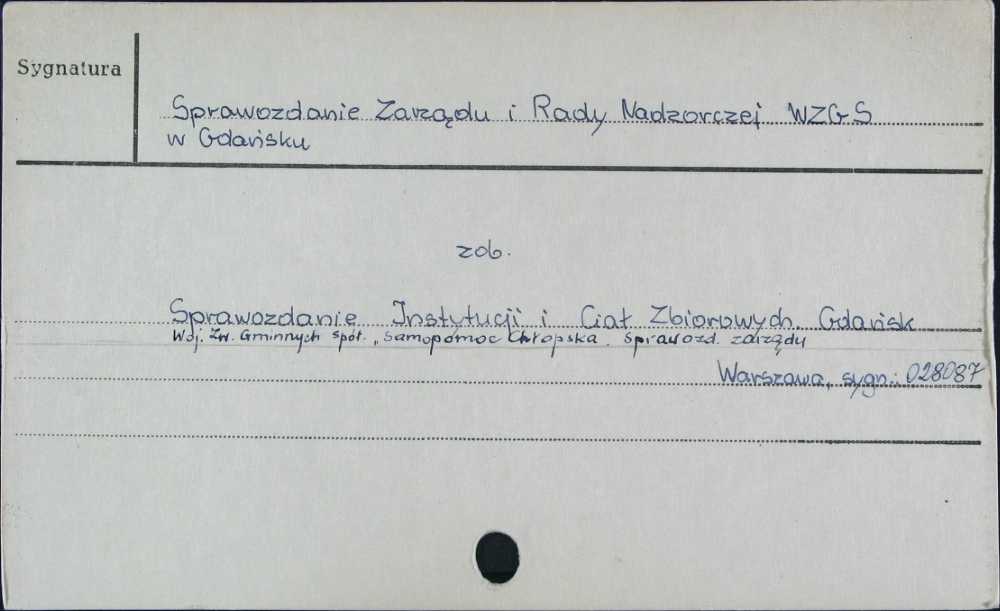 Sygnatura
Sprawozdanie Zarządu i Rady Nadzorczej WZGS
w Gdańsku
zob.
Sprawozdanie Instytucji i Ciał Zbiorowych. Gdańsk
Woj. Zw. Gminnych Spół. „Samopomoc Chłopska. Sprawozd. zarządu
Warszawa, sygn.: 028087